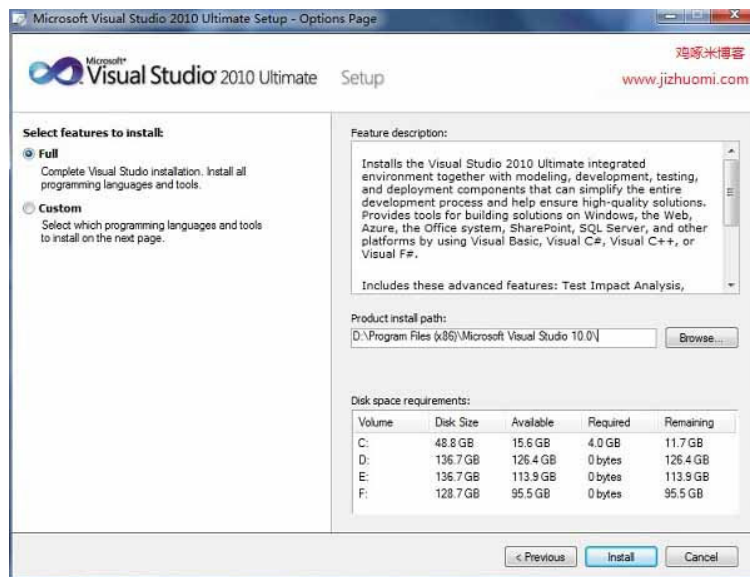 Microsoft Visual Studio 2010 Ultimate Setup - Options Page
Microsoft®
Visual Studio 2010 Ultimate Setup
鸡啄米博客
www.jizhuomi.com
Select features to install:
Full
Complete Visual Studio installation. Install all
programming languages and tools.
Custom
Select which programming languages and tools
to install on the next page.
Feature description:
Installs the Visual Studio 2010 Ultimate integrated
environment together with modeling, development, testing,
and deployment components that can simplify the entire
development process and help ensure high-quality solutions.
Provides tools for building solutions on Windows, the Web,
Azure, the Office system, SharePoint, SQL Server, and other
platforms by using Visual Basic, Visual C#, Visual C++, or
Visual F#.
Includes these advanced features: Test Impact Analysis,
Product install path:
D:\Program Files (x86)\Microsoft Visual Studio 10.0\
Browse...
Disk space requirements:
Volume Disk Size Available Required Remaining
C: 48.8 GB 15.6 GB 4.0 GB 11.7 GB
D: 136.7 GB 126.4 GB 0 bytes 126.4 GB
E: 136.7 GB 113.9 GB 0 bytes 113.9 GB
F: 128.7 GB 95.5 GB 0 bytes 95.5 GB
< Previous Install Cancel